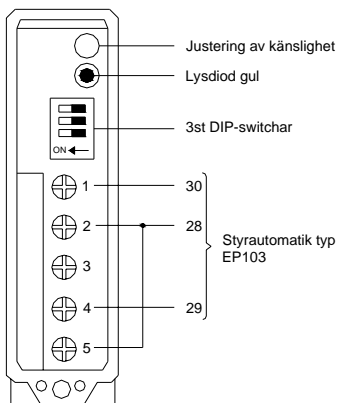 Justering av känslighet
Lysdiod gul
3st DIP-switchar
ON
1 30
2 28
Styrautomatik typ
EP103
3
4 29
5